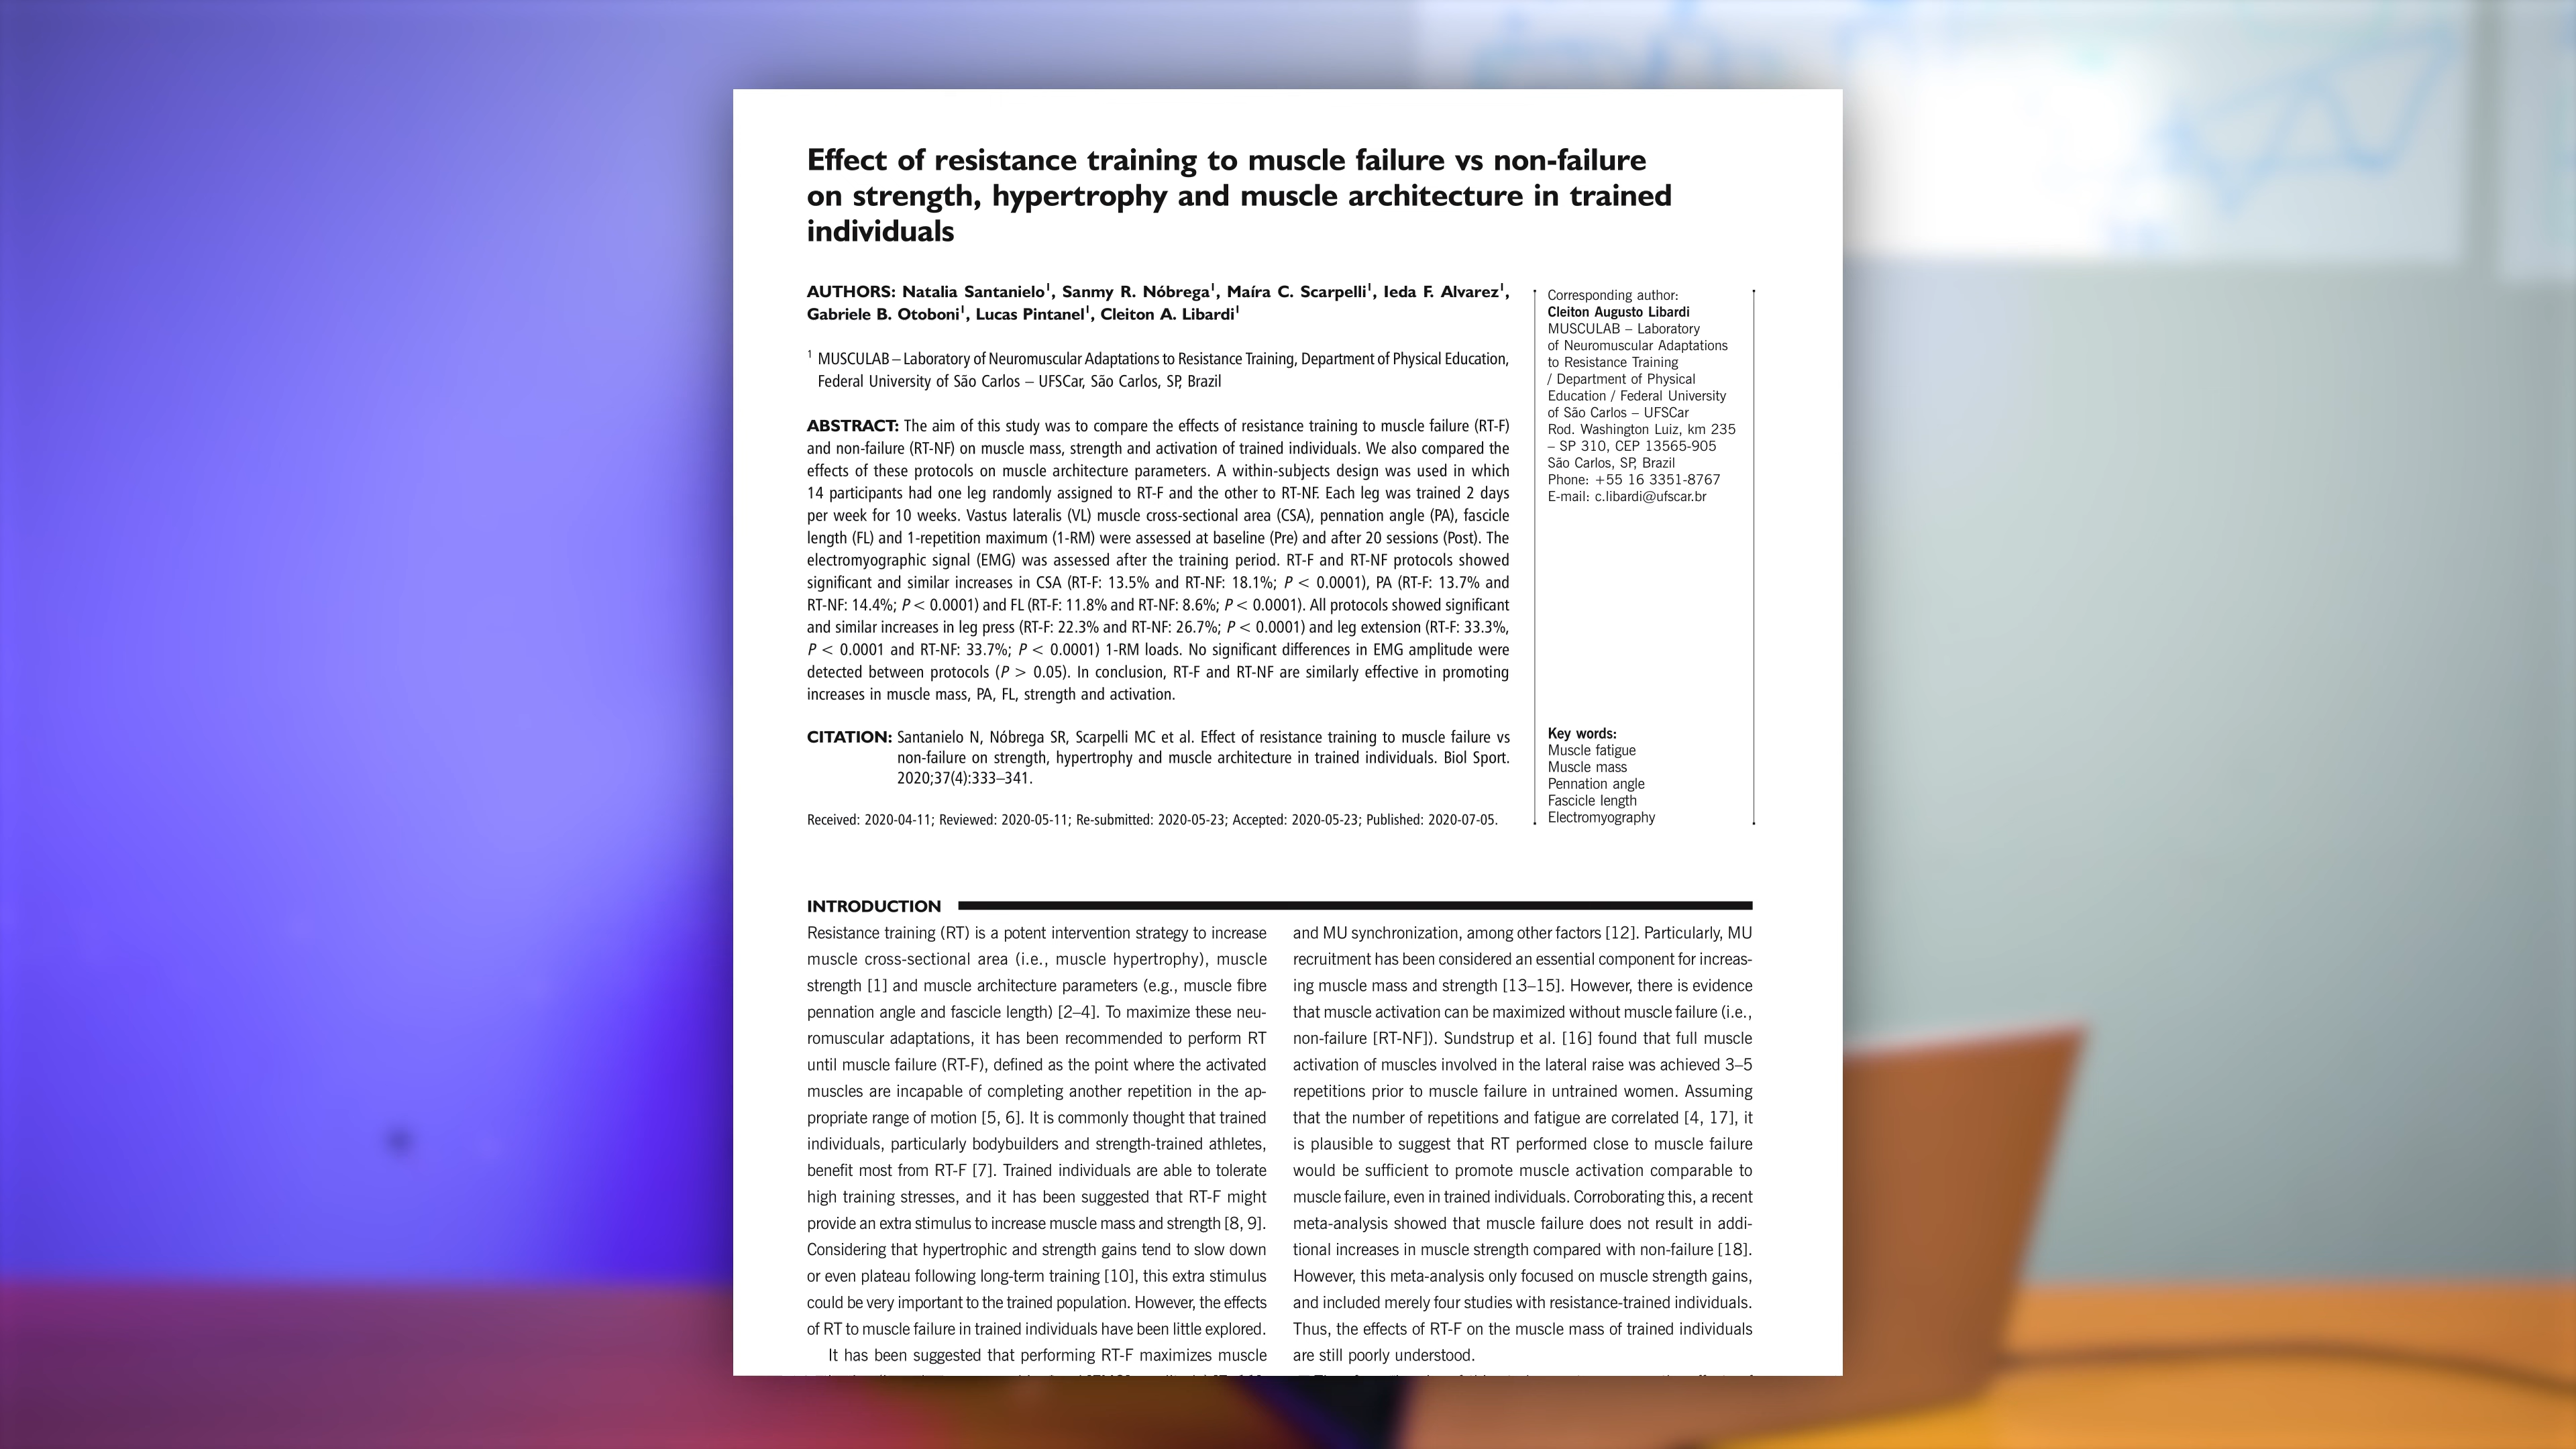 Effect of resistance training to muscle failure vs non-failure
on strength, hypertrophy and muscle architecture in trained
individuals
AUTHORS: Natalia Santanielo¹, Sanmy R. Nóbrega¹, Maíra C. Scarpelli¹, Ieda F. Alvarez¹,
Gabriele B. Otoboni¹, Lucas Pintanel¹, Cleiton A. Libardi¹
¹ MUSCULAB – Laboratory of Neuromuscular Adaptations to Resistance Training, Department of Physical Education,
Federal University of São Carlos – UFSCar, São Carlos, SP, Brazil
ABSTRACT: The aim of this study was to compare the effects of resistance training to muscle failure (RT-F)
and non-failure (RT-NF) on muscle mass, strength and activation of trained individuals. We also compared the
effects of these protocols on muscle architecture parameters. A within-subjects design was used in which
14 participants had one leg randomly assigned to RT-F and the other to RT-NF. Each leg was trained 2 days
per week for 10 weeks. Vastus lateralis (VL) muscle cross-sectional area (CSA), pennation angle (PA), fascicle
length (FL) and 1-repetition maximum (1-RM) were assessed at baseline (Pre) and after 20 sessions (Post). The
electromyographic signal (EMG) was assessed after the training period. RT-F and RT-NF protocols showed
significant and similar increases in CSA (RT-F: 13.5% and RT-NF: 18.1%; P < 0.0001), PA (RT-F: 13.7% and
RT-NF: 14.4%; P < 0.0001) and FL (RT-F: 11.8% and RT-NF: 8.6%; P < 0.0001). All protocols showed significant
and similar increases in leg press (RT-F: 22.3% and RT-NF: 26.7%; P < 0.0001) and leg extension (RT-F: 33.3%,
P < 0.0001 and RT-NF: 33.7%; P < 0.0001) 1-RM loads. No significant differences in EMG amplitude were
detected between protocols (P > 0.05). In conclusion, RT-F and RT-NF are similarly effective in promoting
increases in muscle mass, PA, FL, strength and activation.
CITATION: Santanielo N, Nóbrega SR, Scarpelli MC et al. Effect of resistance training to muscle failure vs
non-failure on strength, hypertrophy and muscle architecture in trained individuals. Biol Sport.
2020;37(4):333–341.
Received: 2020-04-11; Reviewed: 2020-05-11; Re-submitted: 2020-05-23; Accepted: 2020-05-23; Published: 2020-07-05.
Corresponding author:
Cleiton Augusto Libardi
MUSCULAB – Laboratory
of Neuromuscular Adaptations
to Resistance Training
/ Department of Physical
Education / Federal University
of São Carlos – UFSCar
Rod. Washington Luiz, km 235
– SP 310, CEP 13565-905
São Carlos, SP, Brazil
Phone: +55 16 3351-8767
E-mail: c.libardi@ufscar.br
Key words:
Muscle fatigue
Muscle mass
Pennation angle
Fascicle length
Electromyography
INTRODUCTION
Resistance training (RT) is a potent intervention strategy to increase
muscle cross-sectional area (i.e., muscle hypertrophy), muscle
strength [1] and muscle architecture parameters (e.g., muscle fibre
pennation angle and fascicle length) [2–4]. To maximize these neu-
romuscular adaptations, it has been recommended to perform RT
until muscle failure (RT-F), defined as the point where the activated
muscles are incapable of completing another repetition in the ap-
propriate range of motion [5, 6]. It is commonly thought that trained
individuals, particularly bodybuilders and strength-trained athletes,
benefit most from RT-F [7]. Trained individuals are able to tolerate
high training stresses, and it has been suggested that RT-F might
provide an extra stimulus to increase muscle mass and strength [8, 9].
Considering that hypertrophic and strength gains tend to slow down
or even plateau following long-term training [10], this extra stimulus
could be very important to the trained population. However, the effects
of RT to muscle failure in trained individuals have been little explored.
It has been suggested that performing RT-F maximizes muscle
and MU synchronization, among other factors [12]. Particularly, MU
recruitment has been considered an essential component for increas-
ing muscle mass and strength [13–15]. However, there is evidence
that muscle activation can be maximized without muscle failure (i.e.,
non-failure [RT-NF]). Sundstrup et al. [16] found that full muscle
activation of muscles involved in the lateral raise was achieved 3–5
repetitions prior to muscle failure in untrained women. Assuming
that the number of repetitions and fatigue are correlated [4, 17], it
is plausible to suggest that RT performed close to muscle failure
would be sufficient to promote muscle activation comparable to
muscle failure, even in trained individuals. Corroborating this, a recent
meta-analysis showed that muscle failure does not result in addi-
tional increases in muscle strength compared with non-failure [18].
However, this meta-analysis only focused on muscle strength gains,
and included merely four studies with resistance-trained individuals.
Thus, the effects of RT-F on the muscle mass of trained individuals
are still poorly understood.